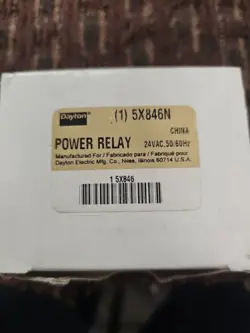 Dayton
(1) 5X846N
CHINA
POWER RELAY
24VAC, 50/60Hz
Manufactured For / Fabricado para / Fabriqué pour
Dayton Electric Mfg. Co., Niles, Illinois 60714 U.S.A.
1 5X846